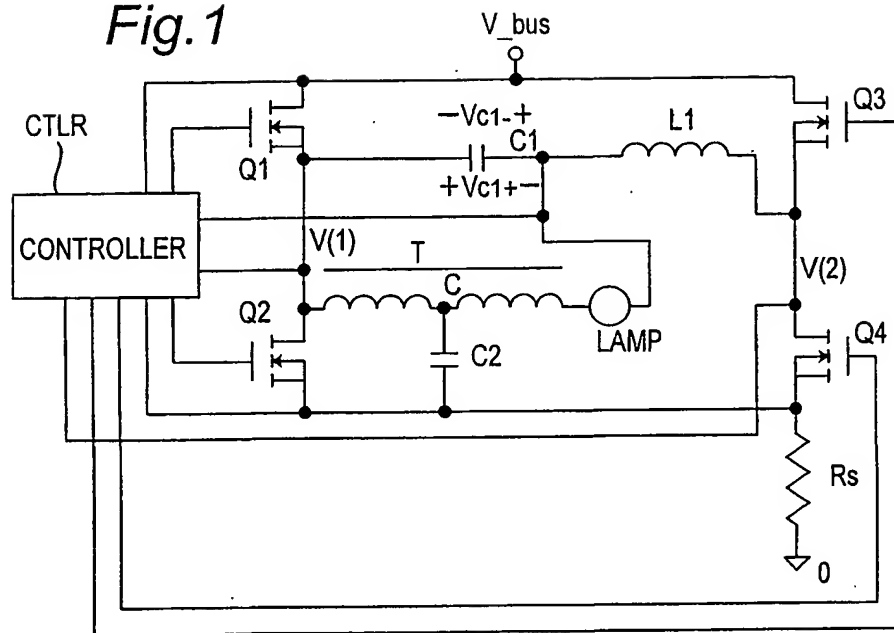 Fig.1
V_bus
CTLR
Q1
−Vc1-+
C1
+Vc1+−
L1
Q3
CONTROLLER
V(1)
T
V(2)
Q2
C
LAMP
C2
Q4
Rs
0